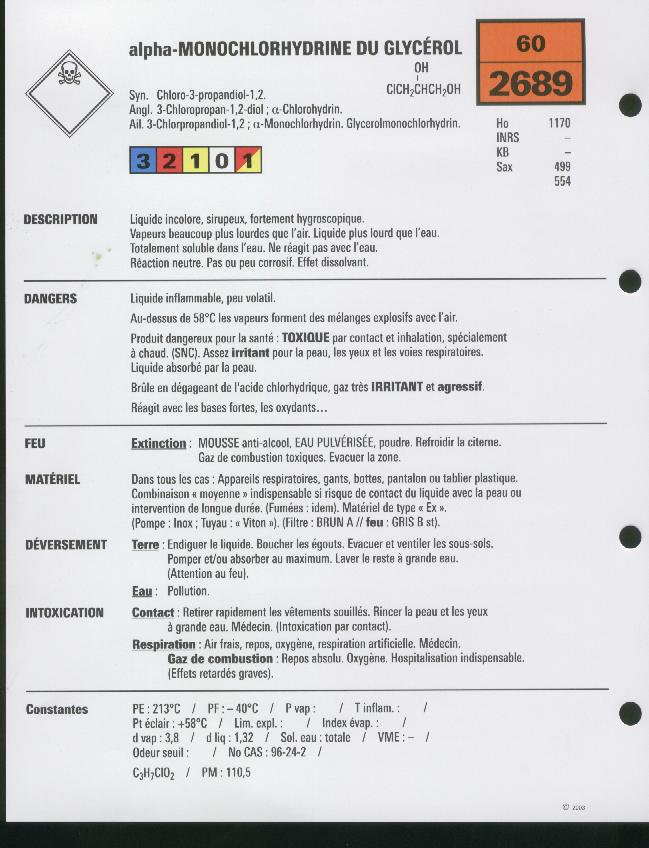 alpha-MONOCHLORHYDRINE DU GLYCÉROL
OH
ClCH₂CHCH₂OH
60
2689
Syn. Chloro-3-propandiol-1,2.
Angl. 3-Chloropropan-1,2-diol ; α-Chlorohydrin.
All. 3-Chlorpropandiol-1,2 ; α-Monochlorhydrin. Glycerolmonochlorhydrin.
Ho 1170
INRS –
KB –
Sax 499
554
3 2 1 0 1
DESCRIPTION
Liquide incolore, sirupeux, fortement hygroscopique.
Vapeurs beaucoup plus lourdes que l'air. Liquide plus lourd que l'eau.
Totalement soluble dans l'eau. Ne réagit pas avec l'eau.
Réaction neutre. Pas ou peu corrosif. Effet dissolvant.
DANGERS
Liquide inflammable, peu volatil.
Au-dessus de 58°C les vapeurs forment des mélanges explosifs avec l'air.
Produit dangereux pour la santé : TOXIQUE par contact et inhalation, spécialement
à chaud. (SNC). Assez irritant pour la peau, les yeux et les voies respiratoires.
Liquide absorbé par la peau.
Brûle en dégageant de l'acide chlorhydrique, gaz très IRRITANT et agressif.
Réagit avec les bases fortes, les oxydants...
FEU
Extinction : MOUSSE anti-alcool, EAU PULVÉRISÉE, poudre. Refroidir la citerne.
Gaz de combustion toxiques. Evacuer la zone.
MATÉRIEL
Dans tous les cas : Appareils respiratoires, gants, bottes, pantalon ou tablier plastique.
Combinaison « moyenne » indispensable si risque de contact du liquide avec la peau ou
intervention de longue durée. (Fumées : idem). Matériel de type « Ex ».
(Pompe : Inox ; Tuyau : « Viton »). (Filtre : BRUN A // feu : GRIS B st).
DÉVERSEMENT
Terre : Endiguer le liquide. Boucher les égouts. Evacuer et ventiler les sous-sols.
Pomper et/ou absorber au maximum. Laver le reste à grande eau.
(Attention au feu).
Eau : Pollution.
INTOXICATION
Contact : Retirer rapidement les vêtements souillés. Rincer la peau et les yeux
à grande eau. Médecin. (Intoxication par contact).
Respiration : Air frais, repos, oxygène, respiration artificielle. Médecin.
Gaz de combustion : Repos absolu. Oxygène. Hospitalisation indispensable.
(Effets retardés graves).
Constantes
PE : 213°C / PF : – 40°C / P vap : / T inflam. : /
Pt éclair : +58°C / Lim. expl. : / Index évap. : /
d vap : 3,8 / d liq : 1,32 / Sol. eau : totale / VME : – /
Odeur seuil : / No CAS : 96-24-2 /
C₃H₇ClO₂ / PM : 110,5
© 2003